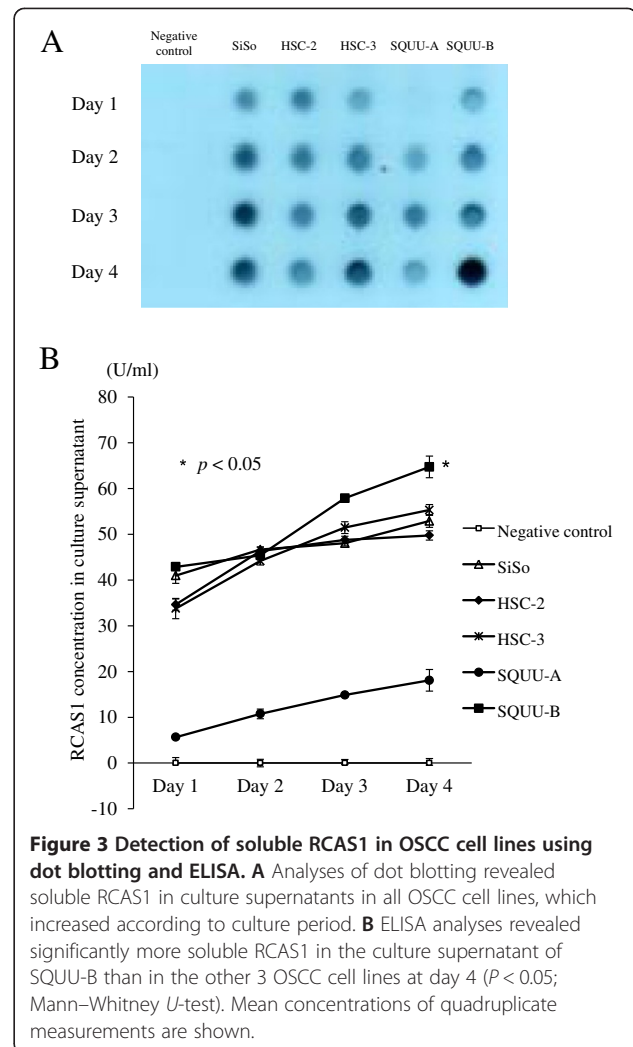 A
Negative
control SiSo HSC-2 HSC-3 SQUU-A SQUU-B
Day 1
Day 2
Day 3
Day 4
B
(U/ml)
RCAS1 concentration in culture supernatant
80
70
60
50
40
30
20
10
0
-10
* p < 0.05
*
Day 1 Day 2 Day 3 Day 4
Negative control
SiSo
HSC-2
HSC-3
SQUU-A
SQUU-B
Figure 3 Detection of soluble RCAS1 in OSCC cell lines using
dot blotting and ELISA. A Analyses of dot blotting revealed
soluble RCAS1 in culture supernatants in all OSCC cell lines, which
increased according to culture period. B ELISA analyses revealed
significantly more soluble RCAS1 in the culture supernatant of
SQUU-B than in the other 3 OSCC cell lines at day 4 (P < 0.05;
Mann–Whitney U-test). Mean concentrations of quadruplicate
measurements are shown.